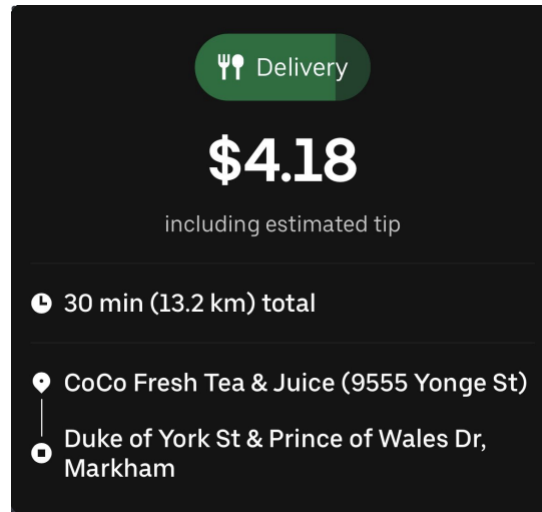 Delivery
$4.18
including estimated tip
30 min (13.2 km) total
CoCo Fresh Tea & Juice (9555 Yonge St)
Duke of York St & Prince of Wales Dr,
Markham